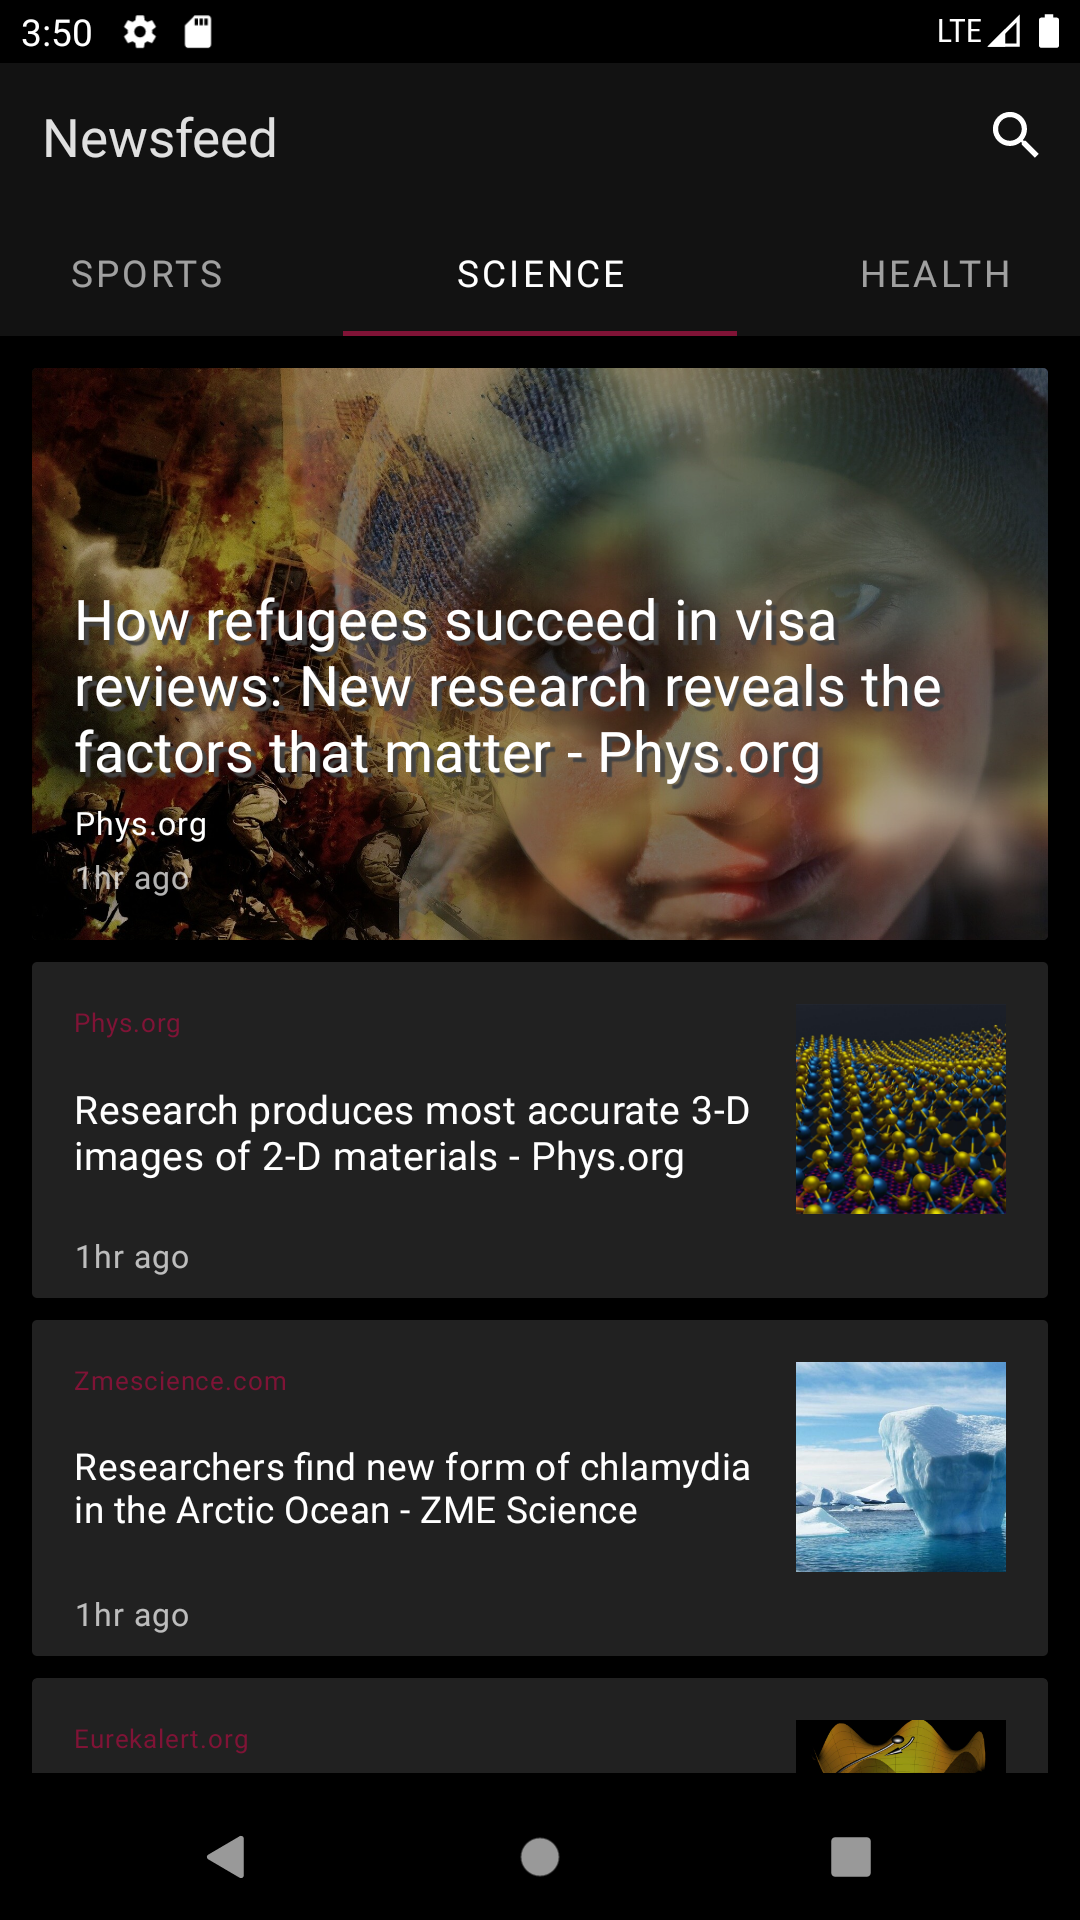 3:50 LTE
Newsfeed
SPORTS SCIENCE HEALTH
How refugees succeed in visa
reviews: New research reveals the
factors that matter - Phys.org
Phys.org
1hr ago
Phys.org
Research produces most accurate 3-D
images of 2-D materials - Phys.org
1hr ago
Zmescience.com
Researchers find new form of chlamydia
in the Arctic Ocean - ZME Science
1hr ago
Eurekalert.org